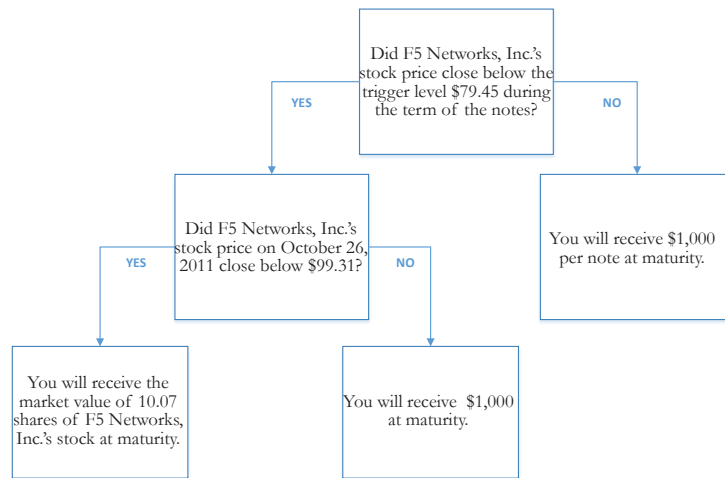 Did F5 Networks, Inc.'s
stock price close below the
trigger level $79.45 during
the term of the notes?
YES
NO
Did F5 Networks, Inc.'s
stock price on October 26,
2011 close below $99.31?
You will receive $1,000
per note at maturity.
YES
NO
You will receive the
market value of 10.07
shares of F5 Networks,
Inc.'s stock at maturity.
You will receive $1,000
at maturity.